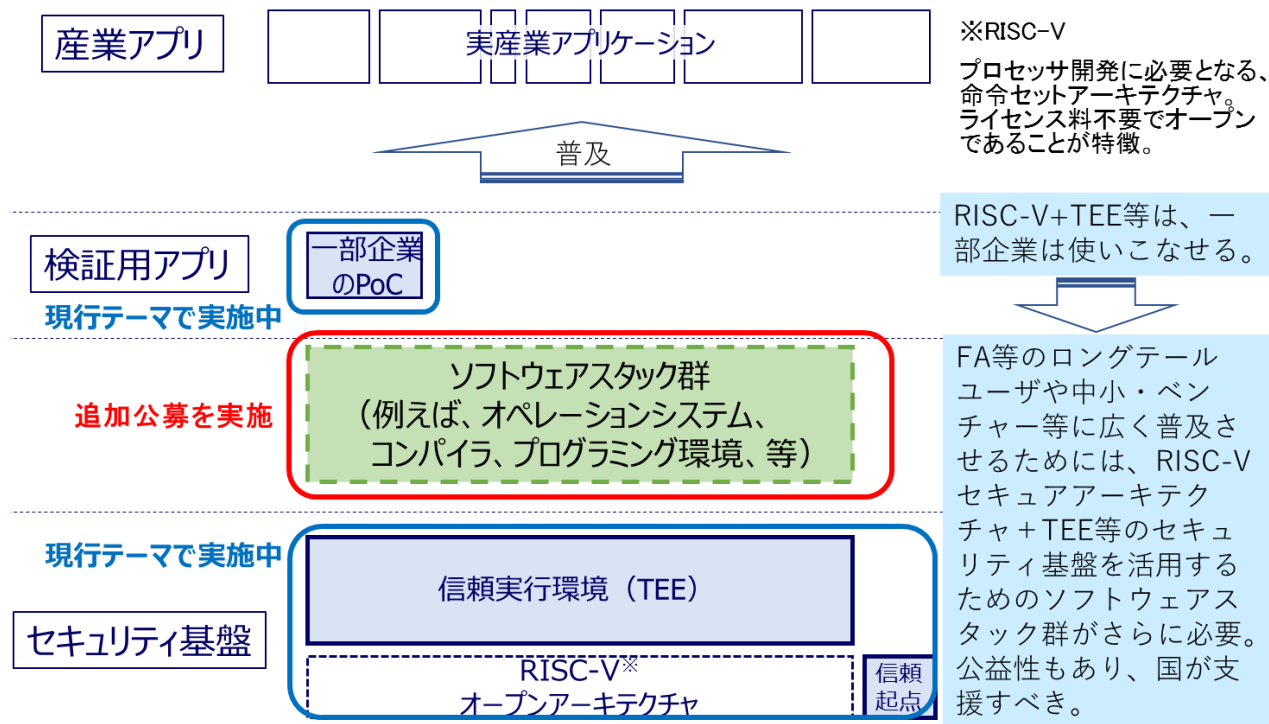 産業アプリ
実産業アプリケーション
※RISC-V
プロセッサ開発に必要となる、
命令セットアーキテクチャ。
ライセンス料不要でオープン
であることが特徴。
普及
検証用アプリ
一部企業
のPoC
現行テーマで実施中
RISC-V+TEE等は、一
部企業は使いこなせる。
追加公募を実施
ソフトウェアスタック群
（例えば、オペレーションシステム、
コンパイラ、プログラミング環境、等）
FA等のロングテール
ユーザや中小・ベン
チャー等に広く普及さ
せるためには、RISC-V
セキュアアーキテク
チャ+TEE等のセキュ
リティ基盤を活用する
ためのソフトウェアス
タック群がさらに必要。
公益性もあり、国が支
援すべき。
現行テーマで実施中
セキュリティ基盤
信頼実行環境（TEE）
RISC-V※
オープンアーキテクチャ
信頼
起点